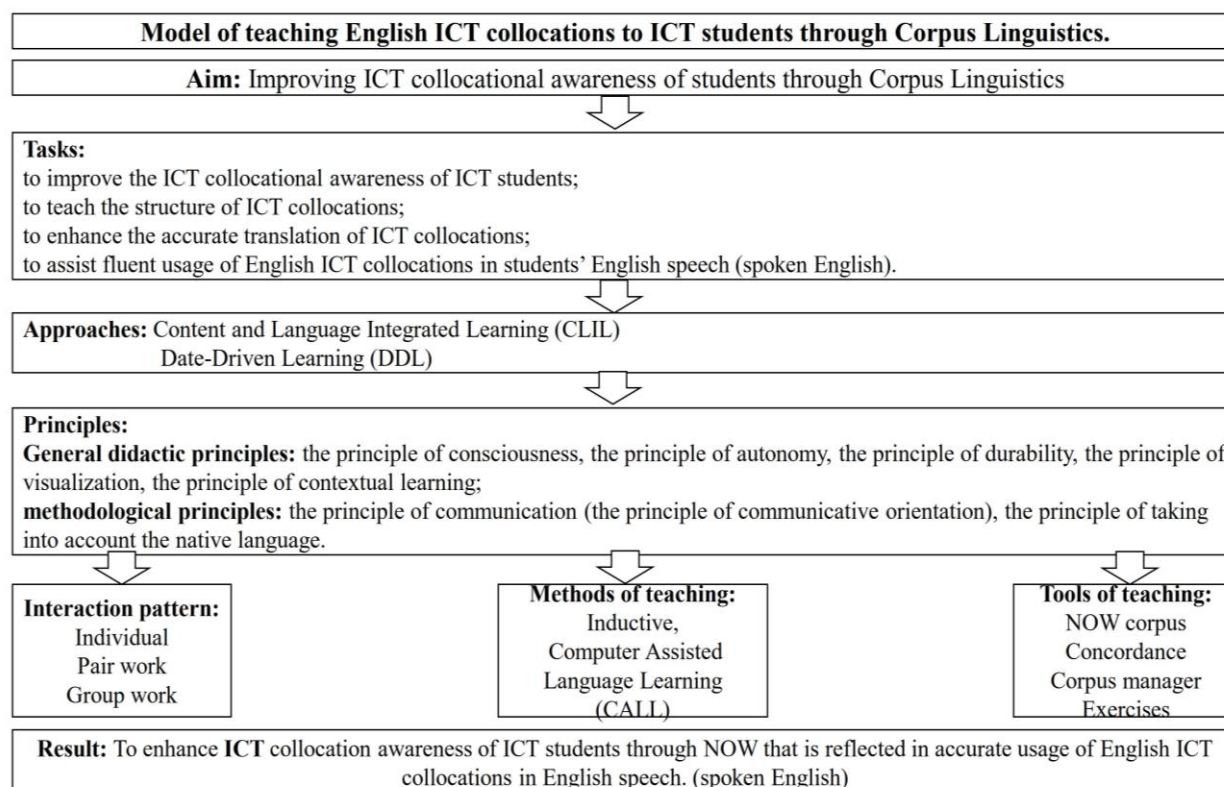 Model of teaching English ICT collocations to ICT students through Corpus Linguistics.
Aim: Improving ICT collocational awareness of students through Corpus Linguistics
Tasks:
to improve the ICT collocational awareness of ICT students;
to teach the structure of ICT collocations;
to enhance the accurate translation of ICT collocations;
to assist fluent usage of English ICT collocations in students' English speech (spoken English).
Approaches: Content and Language Integrated Learning (CLIL)
Date-Driven Learning (DDL)
Principles:
General didactic principles: the principle of consciousness, the principle of autonomy, the principle of durability, the principle of
visualization, the principle of contextual learning;
methodological principles: the principle of communication (the principle of communicative orientation), the principle of taking
into account the native language.
Interaction pattern:
Individual
Pair work
Group work
Methods of teaching:
Inductive,
Computer Assisted
Language Learning
(CALL)
Tools of teaching:
NOW corpus
Concordance
Corpus manager
Exercises
Result: To enhance ICT collocation awareness of ICT students through NOW that is reflected in accurate usage of English ICT
collocations in English speech. (spoken English)